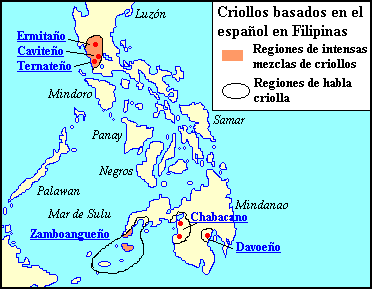 Criollos basados en el
español en Filipinas
Regiones de intensas
mezclas de criollos
Regiones de habla
criolla
Luzón
Ermitaño
Caviteño
Ternateño
Mindoro
Samar
Panay
Negros
Palawan
Mindanao
Mar de Sulu
Chabacano
Zamboangueño
Davoeño